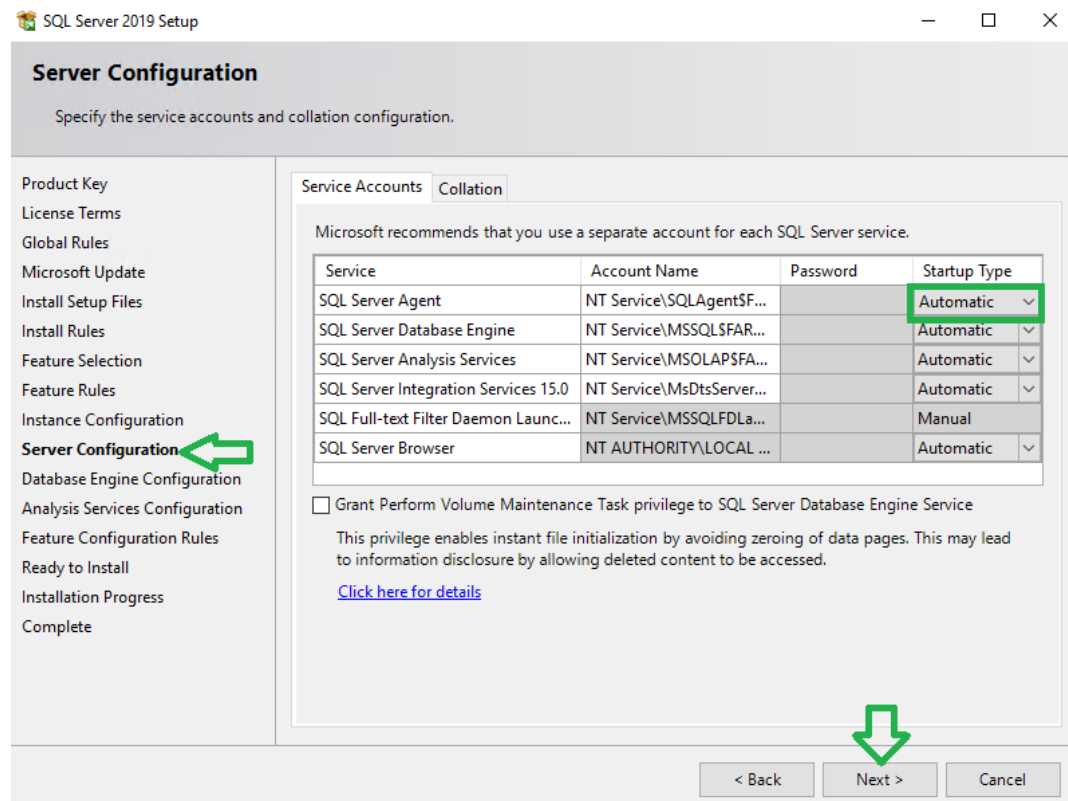 SQL Server 2019 Setup
Server Configuration
Specify the service accounts and collation configuration.
Product Key
License Terms
Global Rules
Microsoft Update
Install Setup Files
Install Rules
Feature Selection
Feature Rules
Instance Configuration
Server Configuration
Database Engine Configuration
Analysis Services Configuration
Feature Configuration Rules
Ready to Install
Installation Progress
Complete
Service Accounts Collation
Microsoft recommends that you use a separate account for each SQL Server service.
Service Account Name Password Startup Type
SQL Server Agent NT Service\SQLAgent$F... Automatic
SQL Server Database Engine NT Service\MSSQL$FAR... Automatic
SQL Server Analysis Services NT Service\MSOLAP$FA... Automatic
SQL Server Integration Services 15.0 NT Service\MsDtsServer... Automatic
SQL Full-text Filter Daemon Launc... NT Service\MSSQLFDLa... Manual
SQL Server Browser NT AUTHORITY\LOCAL ... Automatic
Grant Perform Volume Maintenance Task privilege to SQL Server Database Engine Service
This privilege enables instant file initialization by avoiding zeroing of data pages. This may lead
to information disclosure by allowing deleted content to be accessed.
Click here for details
< Back Next > Cancel